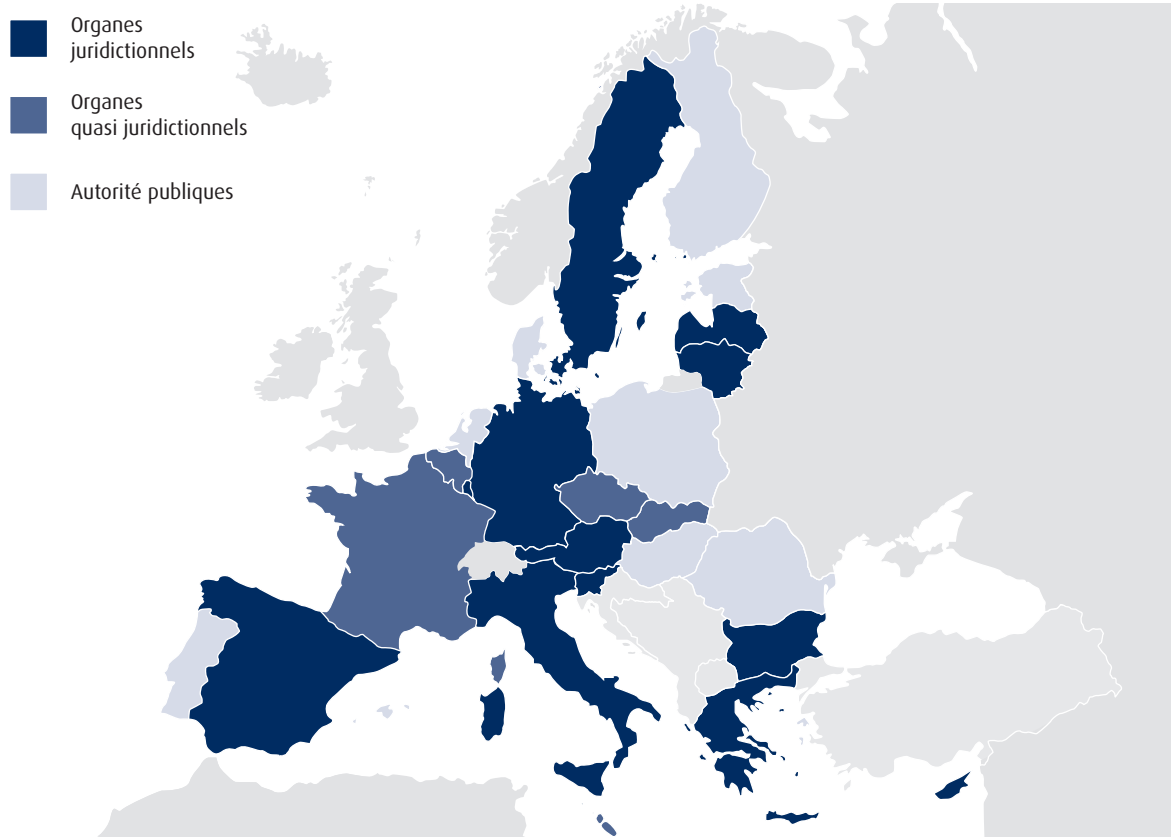 Organes
juridictionnels
Organes
quasi juridictionnels
Autorité publiques